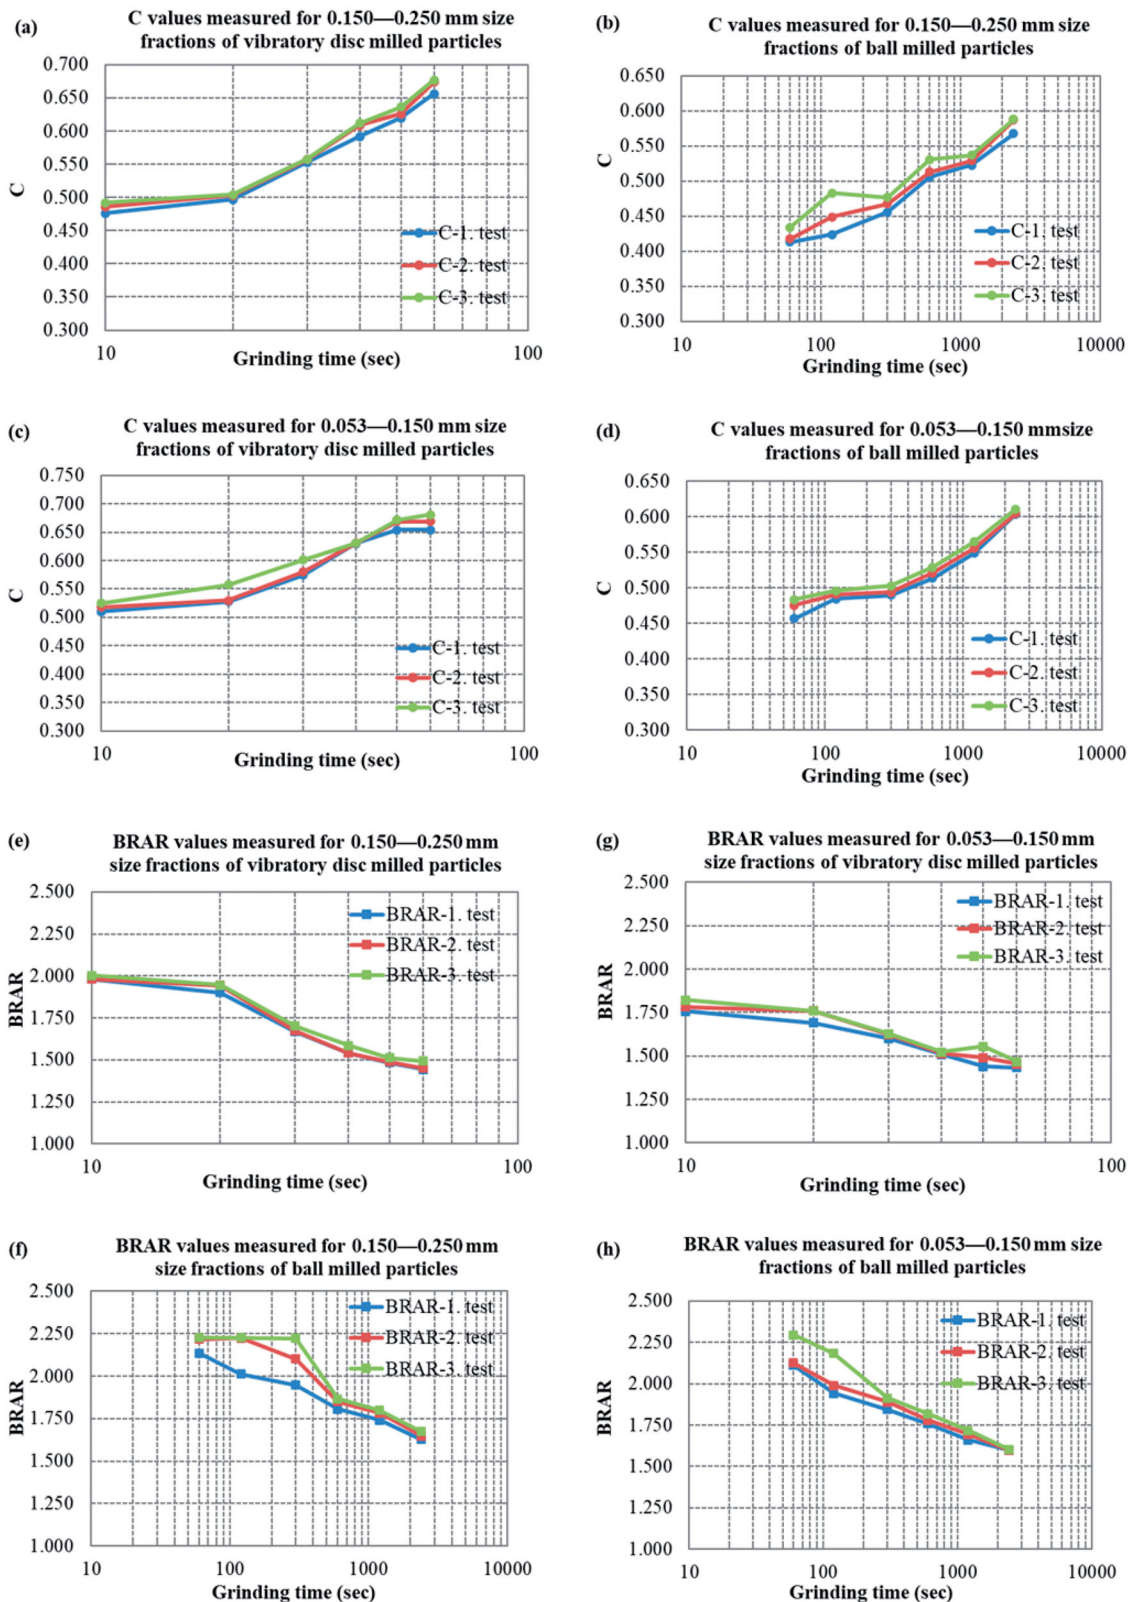 (a)
C values measured for 0.150—0.250 mm size
fractions of vibratory disc milled particles
0.700
0.650
0.600
0.550
0.500
0.450
0.400
0.350
0.300
C
C-1. test
C-2. test
C-3. test
10
100
Grinding time (sec)
(b)
C values measured for 0.150—0.250 mm size
fractions of ball milled particles
0.650
0.600
0.550
0.500
0.450
0.400
0.350
0.300
C
C-1. test
C-2. test
C-3. test
10
100
1000
10000
Grinding time (sec)
(c)
C values measured for 0.053—0.150 mm size
fractions of vibratory disc milled particles
0.750
0.700
0.650
0.600
0.550
0.500
0.450
0.400
0.350
0.300
C
C-1. test
C-2. test
C-3. test
10
100
Grinding time (sec)
(d)
C values measured for 0.053—0.150 mmsize
fractions of ball milled particles
0.650
0.600
0.550
0.500
0.450
0.400
0.350
0.300
C
C-1. test
C-2. test
C-3. test
10
100
1000
10000
Grinding time (sec)
(e)
BRAR values measured for 0.150—0.250 mm
size fractions of vibratory disc milled particles
2.500
2.250
2.000
1.750
1.500
1.250
1.000
BRAR
BRAR-1. test
BRAR-2. test
BRAR-3. test
10
100
Grinding time (sec)
(g)
BRAR values measured for 0.053—0.150 mm
size fractions of vibratory disc milled particles
2.500
2.250
2.000
1.750
1.500
1.250
1.000
BRAR
BRAR-1. test
BRAR-2. test
BRAR-3. test
10
100
Grinding time (sec)
(f)
BRAR values measured for 0.150—0.250 mm
size fractions of ball milled particles
2.500
2.250
2.000
1.750
1.500
1.250
1.000
BRAR
BRAR-1. test
BRAR-2. test
BRAR-3. test
10
100
1000
10000
Grinding time (sec)
(h)
BRAR values measured for 0.053—0.150 mm size
fractions of ball milled particles
2.500
2.250
2.000
1.750
1.500
1.250
1.000
BRAR
BRAR-1. test
BRAR-2. test
BRAR-3. test
10
100
1000
10000
Grinding time (sec)